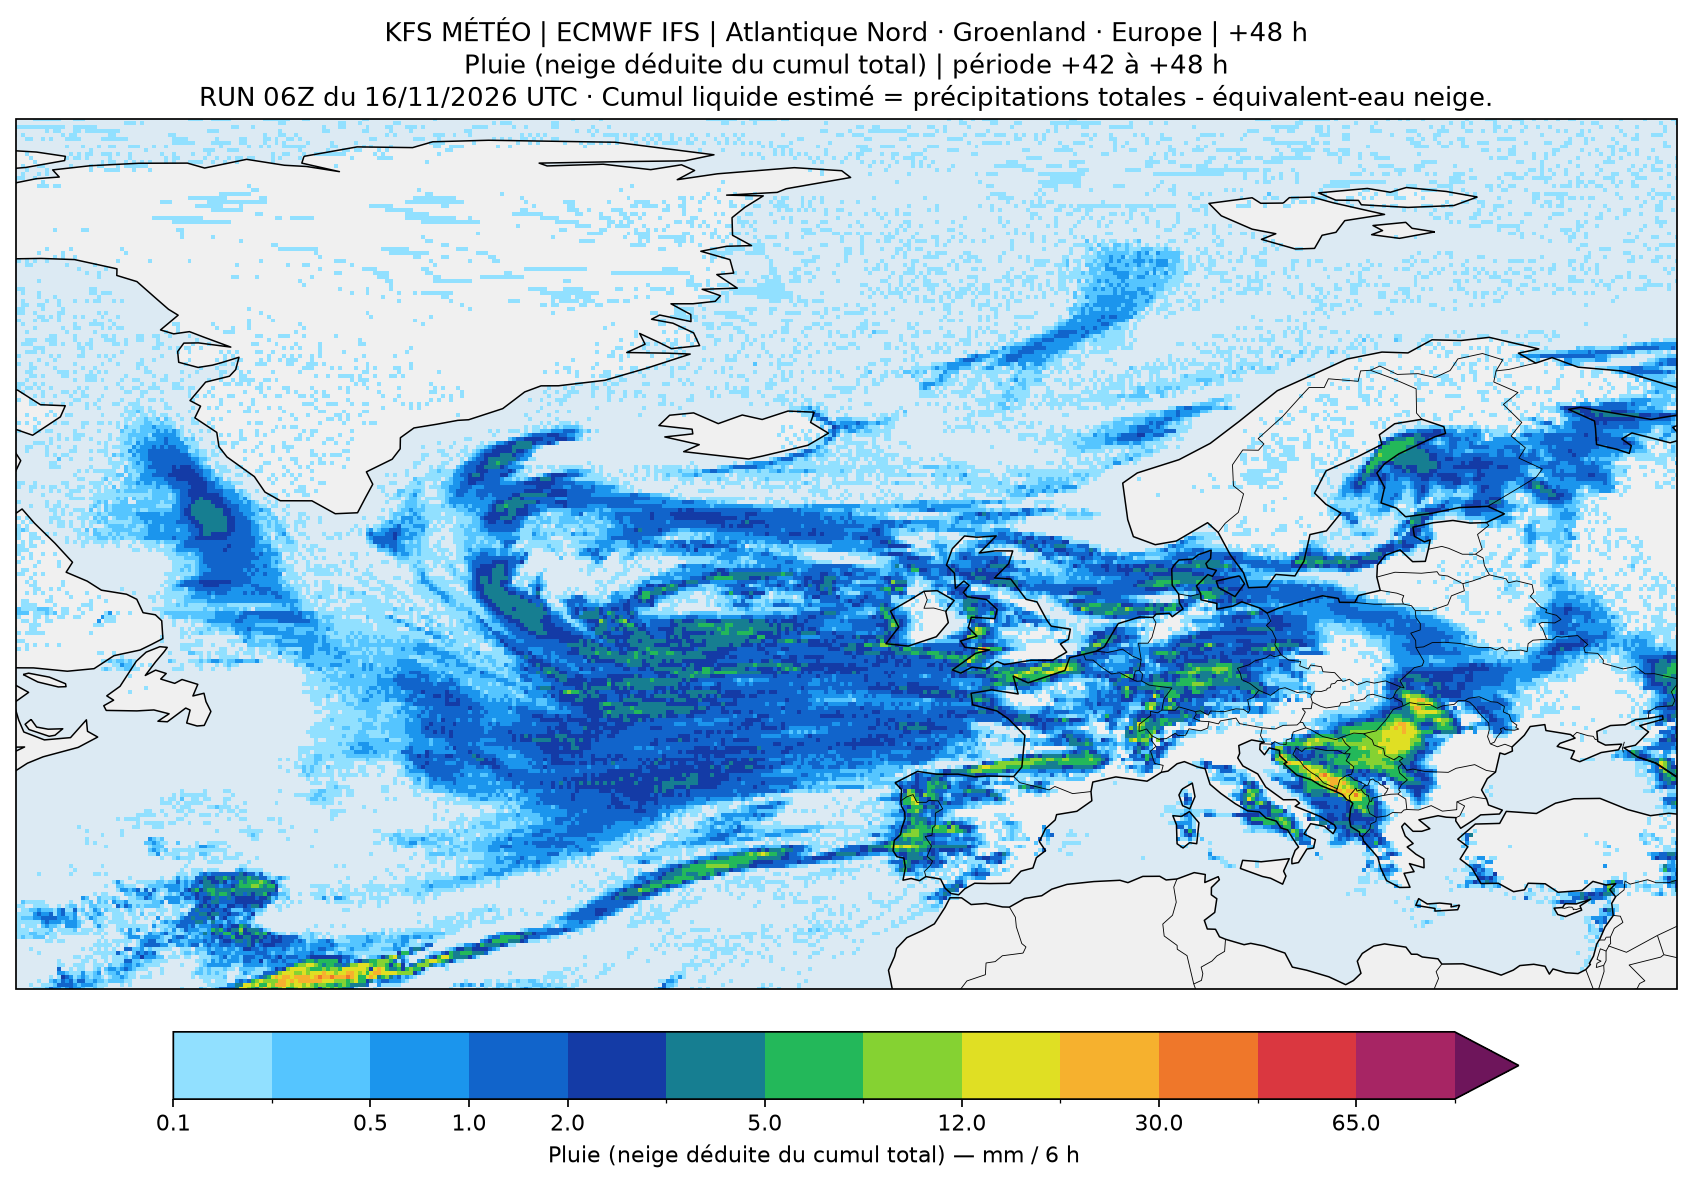 KFS MÉTÉO | ECMWF IFS | Atlantique Nord · Groenland · Europe | +48 h
Pluie (neige déduite du cumul total) | période +42 à +48 h
RUN 06Z du 16/11/2026 UTC · Cumul liquide estimé = précipitations totales - équivalent-eau neige.
0.1 0.5 1.0 2.0 5.0 12.0 30.0 65.0
Pluie (neige déduite du cumul total) — mm / 6 h